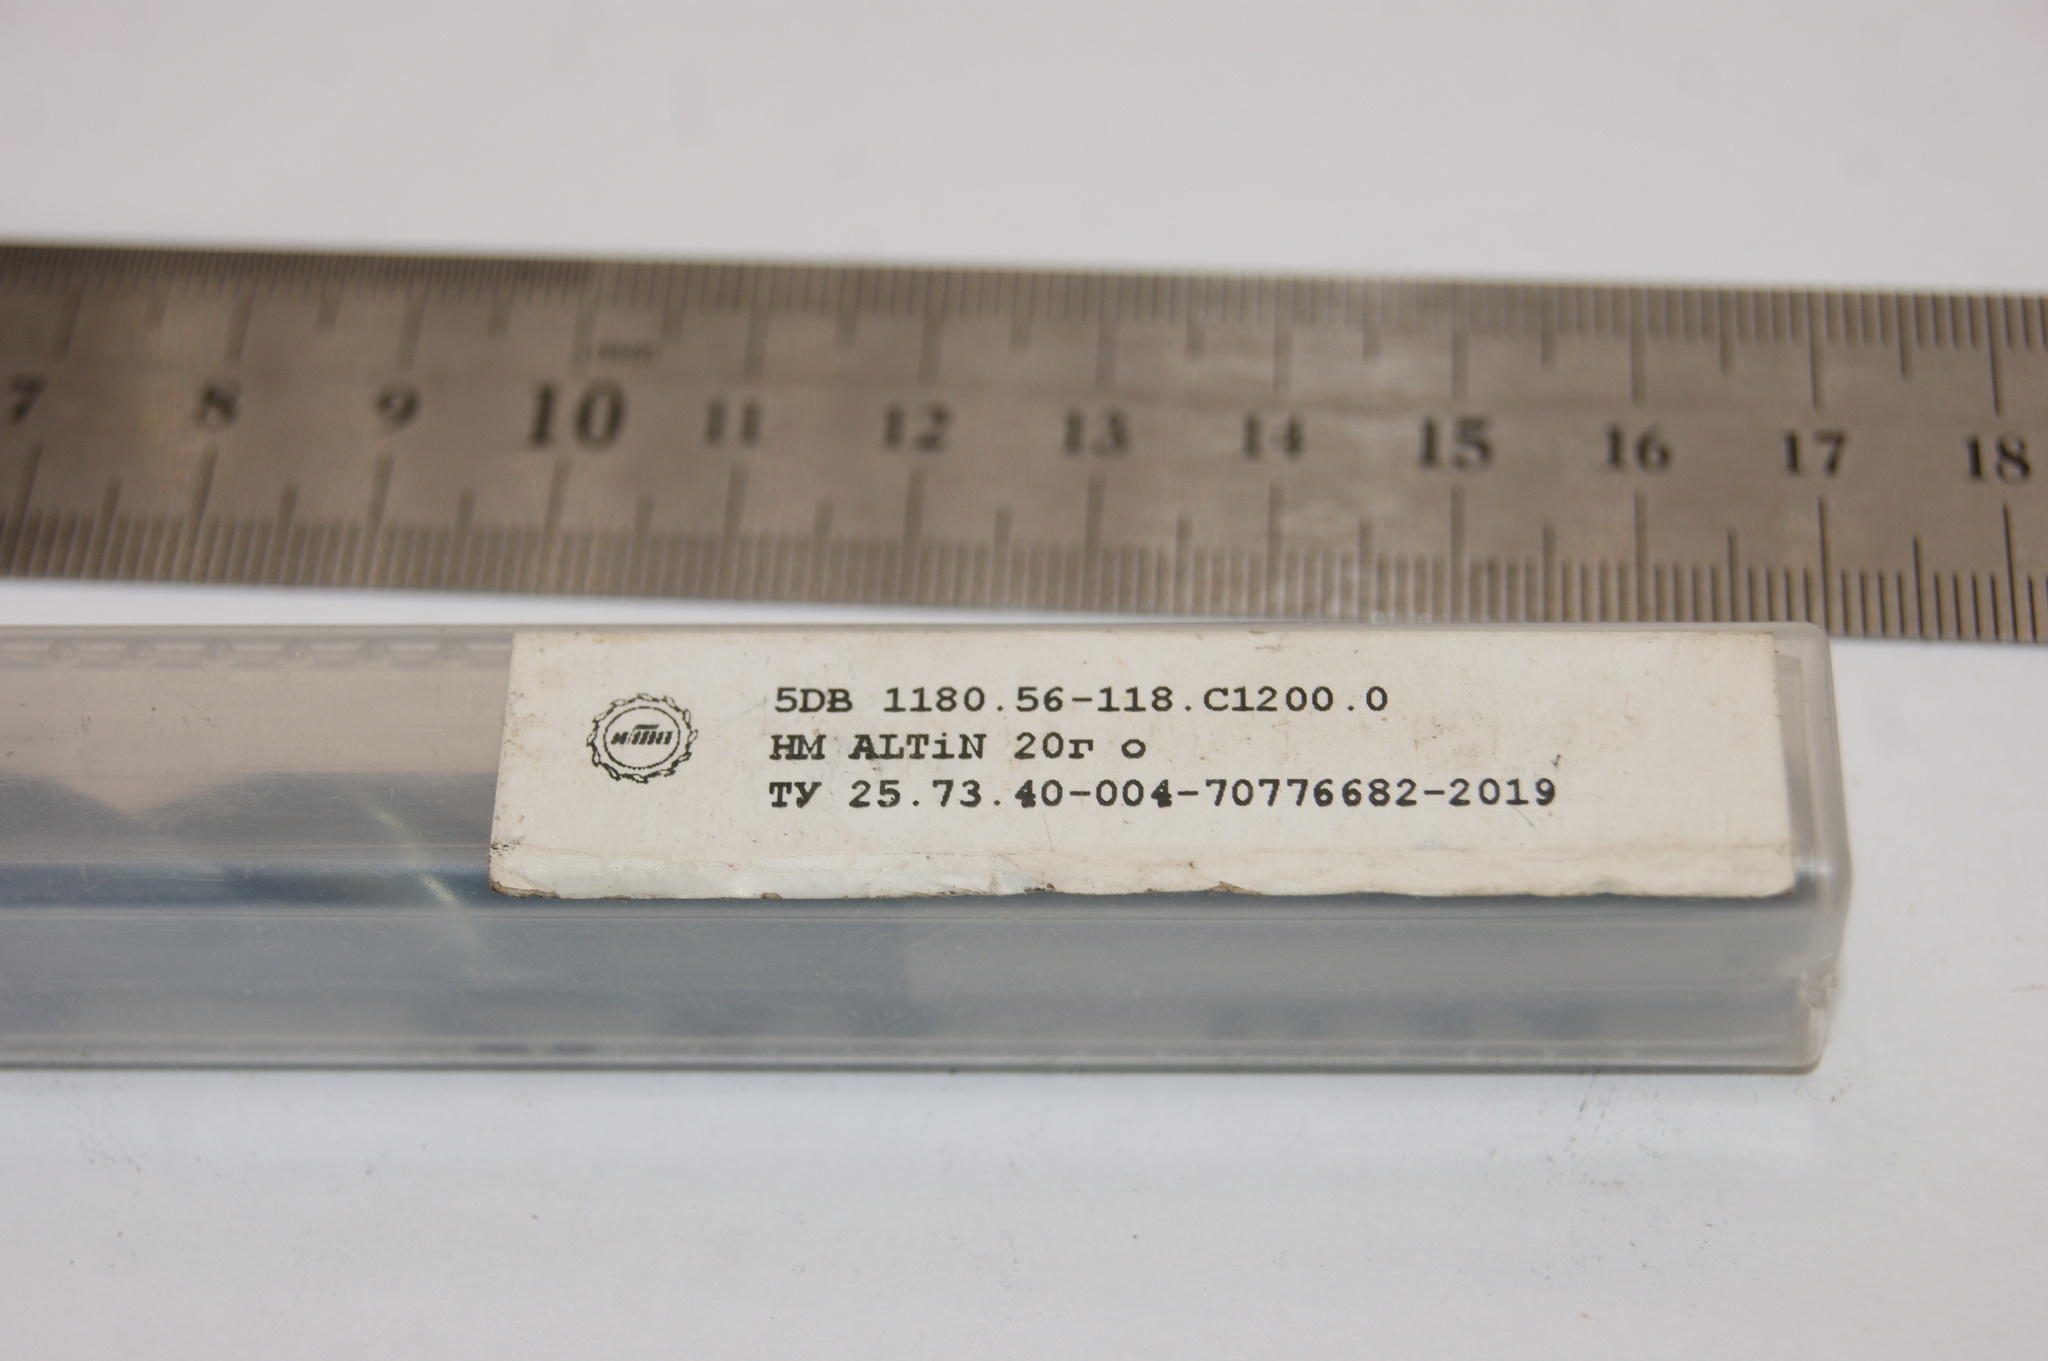 7 8 9 10 11 12 13 14 15 16 17 18
5DB 1180.56-118.C1200.0
HM ALTiN 20г о
ТУ 25.73.40-004-70776682-2019